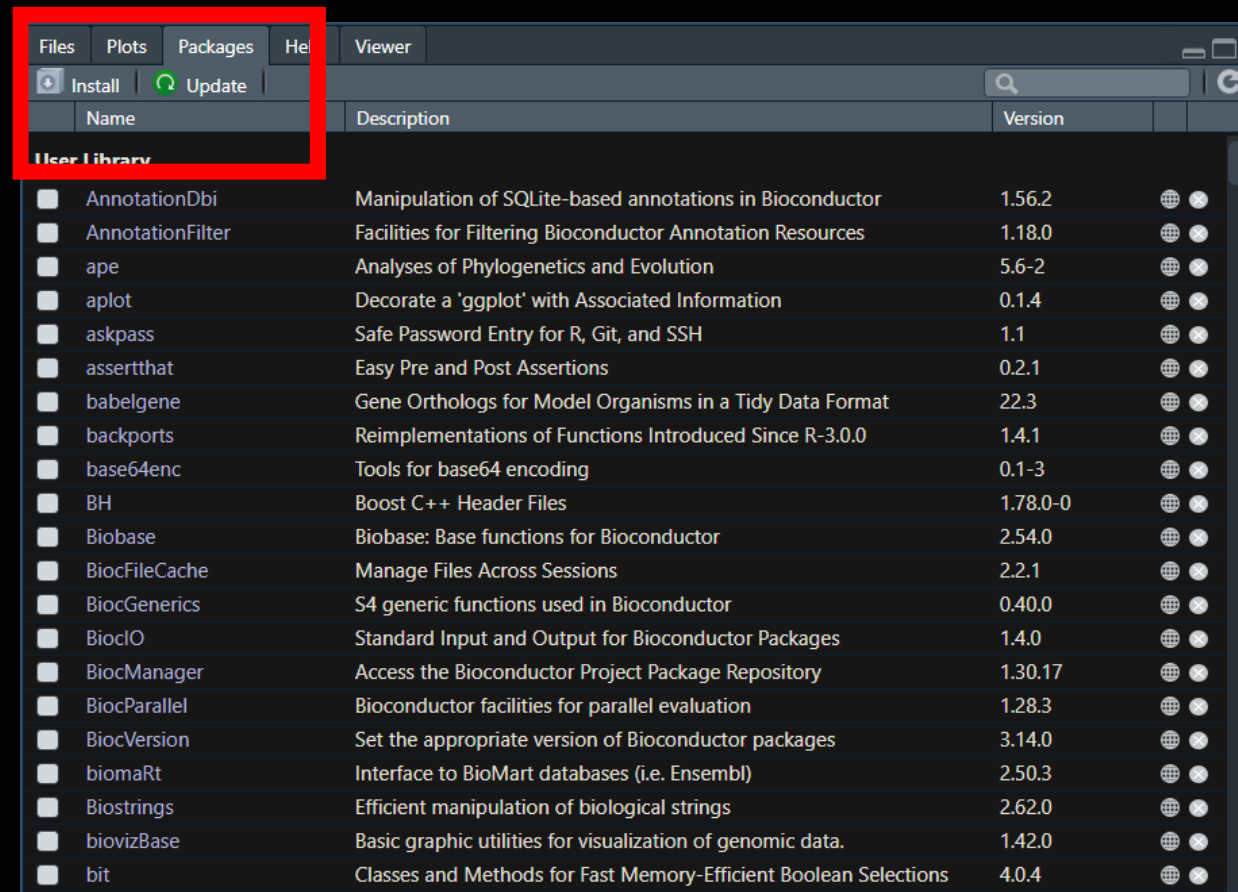 Files Plots Packages Viewer
Install Update
Name Description Version
User Library
AnnotationDbi Manipulation of SQLite-based annotations in Bioconductor 1.56.2
AnnotationFilter Facilities for Filtering Bioconductor Annotation Resources 1.18.0
ape Analyses of Phylogenetics and Evolution 5.6-2
aplot Decorate a 'ggplot' with Associated Information 0.1.4
askpass Safe Password Entry for R, Git, and SSH 1.1
assertthat Easy Pre and Post Assertions 0.2.1
babelgene Gene Orthologs for Model Organisms in a Tidy Data Format 22.3
backports Reimplementations of Functions Introduced Since R-3.0.0 1.4.1
base64enc Tools for base64 encoding 0.1-3
BH Boost C++ Header Files 1.78.0-0
Biobase Biobase: Base functions for Bioconductor 2.54.0
BiocFileCache Manage Files Across Sessions 2.2.1
BiocGenerics S4 generic functions used in Bioconductor 0.40.0
BiocIO Standard Input and Output for Bioconductor Packages 1.4.0
BiocManager Access the Bioconductor Project Package Repository 1.30.17
BiocParallel Bioconductor facilities for parallel evaluation 1.28.3
BiocVersion Set the appropriate version of Bioconductor packages 3.14.0
biomaRt Interface to BioMart databases (i.e. Ensembl) 2.50.3
Biostrings Efficient manipulation of biological strings 2.62.0
biovizBase Basic graphic utilities for visualization of genomic data. 1.42.0
bit Classes and Methods for Fast Memory-Efficient Boolean Selections 4.0.4